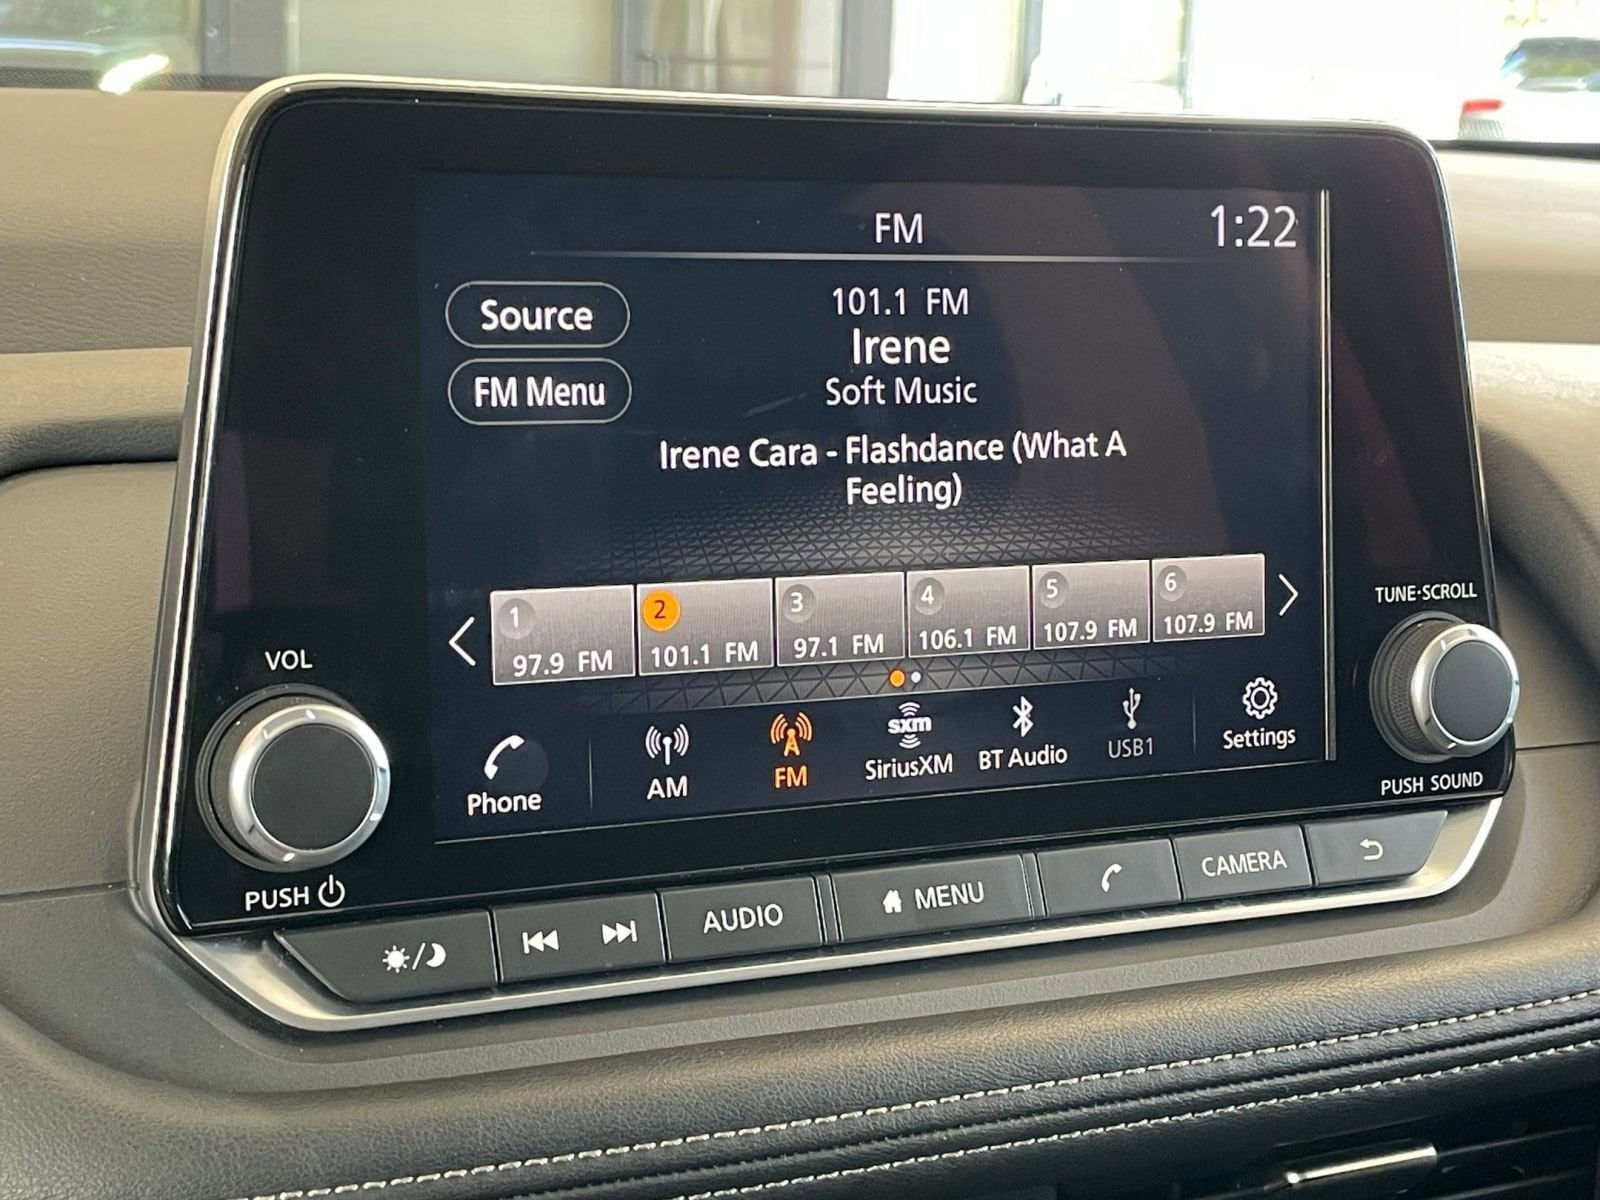 FM
1:22
Source
101.1 FM
Irene
FM Menu
Soft Music
Irene Cara - Flashdance (What A
Feeling)
1
97.9 FM
2
101.1 FM
3
97.1 FM
4
106.1 FM
5
107.9 FM
6
107.9 FM
Phone
AM
FM
sxm
SiriusXM
BT Audio
USB1
Settings
VOL
PUSH
TUNE·SCROLL
PUSH SOUND
AUDIO
MENU
CAMERA